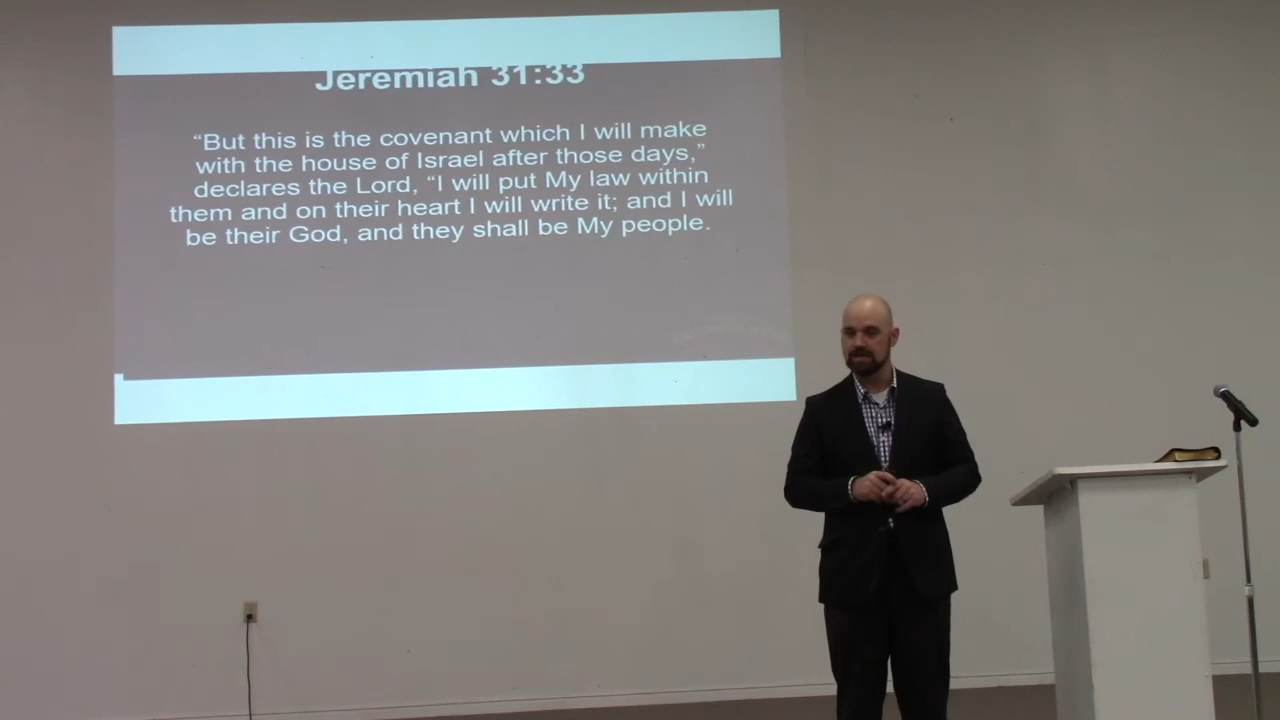 Jeremiah 31:33
“But this is the covenant which I will make
with the house of Israel after those days,”
declares the Lord, “I will put My law within
them and on their heart I will write it; and I will
be their God, and they shall be My people.